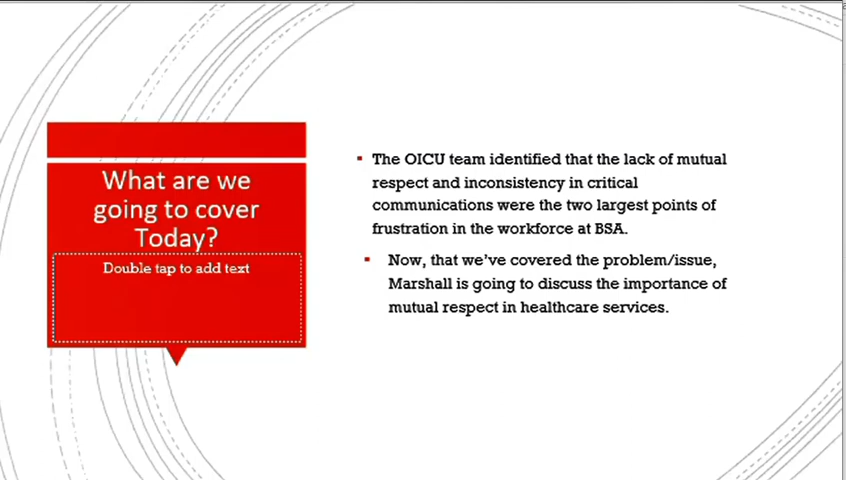 What are we
going to cover
Today?
Double tap to add text
The OICU team identified that the lack of mutual
respect and inconsistency in critical
communications were the two largest points of
frustration in the workforce at BSA.
Now, that we've covered the problem/issue,
Marshall is going to discuss the importance of
mutual respect in healthcare services.